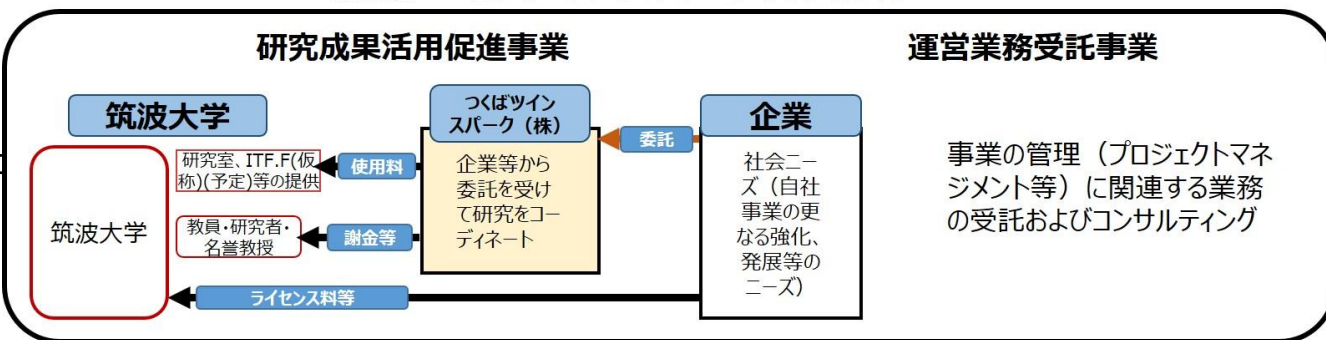 研究成果活用促進事業
運営業務受託事業
筑波大学
つくばツイン
スパーク（株）
企業
委託
研究室、ITF.F(仮
称)(予定)等の提供
使用料
企業等から
委託を受け
て研究をコー
ディネート
社会ニー
ズ（自社
事業の更
なる強化、
発展等の
ニーズ）
事業の管理（プロジェクトマネ
ジメント等）に関連する業務
の受託およびコンサルティング
筑波大学
教員・研究者・
名誉教授
謝金等
ライセンス料等